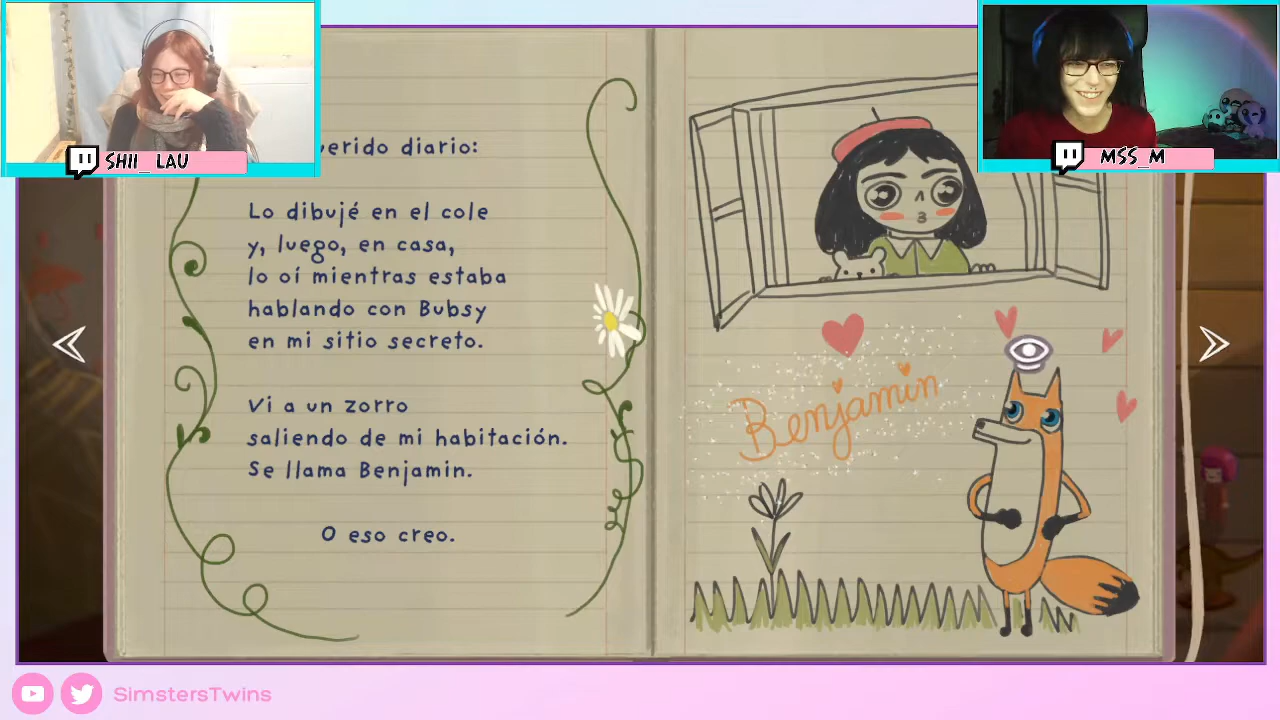 SHII_LAU
MSS_M
uerido diario:
Lo dibujé en el cole
y, luego, en casa,
lo oí mientras estaba
hablando con Bubsy
en mi sitio secreto.
Vi a un zorro
saliendo de mi habitación.
Se llama Benjamin.
O eso creo.
Benjamin
SimstersTwins